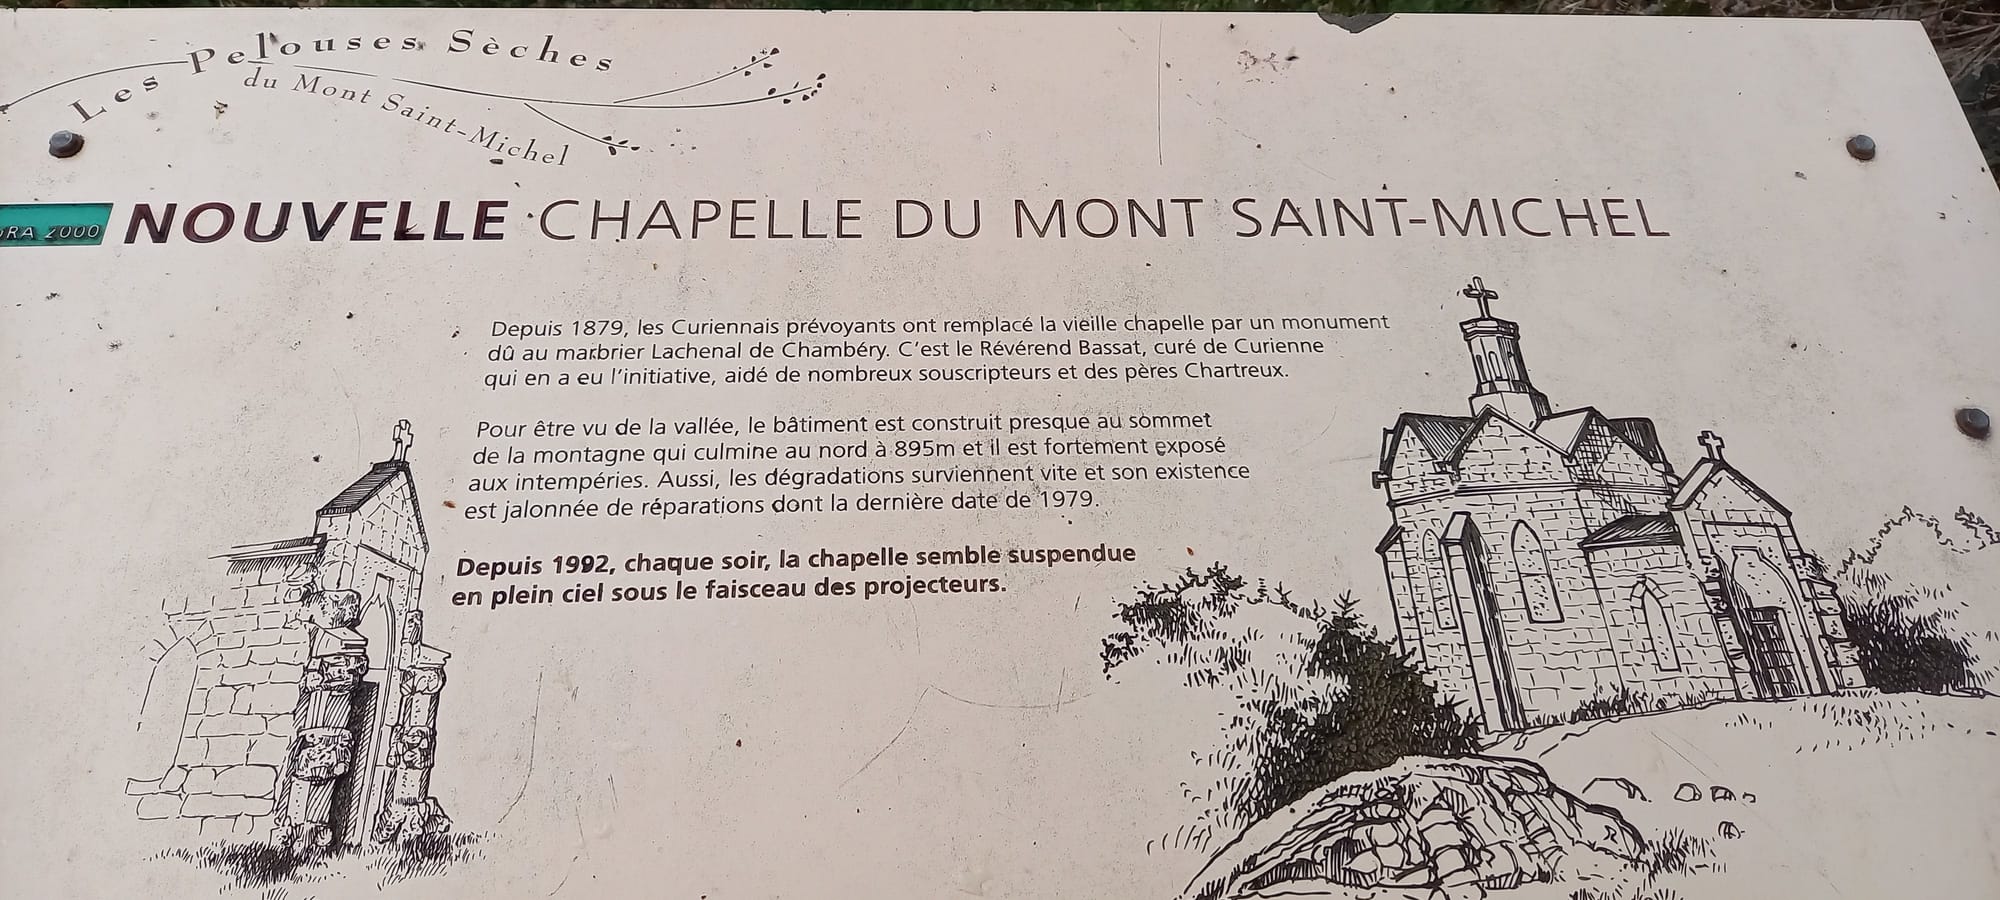 Les Pelouses Sèches
du Mont Saint-Michel
RA 2000
NOUVELLE CHAPELLE DU MONT SAINT-MICHEL
Depuis 1879, les Curiennais prévoyants ont remplacé la vieille chapelle par un monument
dû au marbrier Lachenal de Chambéry. C'est le Révérend Bassat, curé de Curienne
qui en a eu l'initiative, aidé de nombreux souscripteurs et des pères Chartreux.
Pour être vu de la vallée, le bâtiment est construit presque au sommet
de la montagne qui culmine au nord à 895m et il est fortement exposé
aux intempéries. Aussi, les dégradations surviennent vite et son existence
est jalonnée de réparations dont la dernière date de 1979.
Depuis 1992, chaque soir, la chapelle semble suspendue
en plein ciel sous le faisceau des projecteurs.